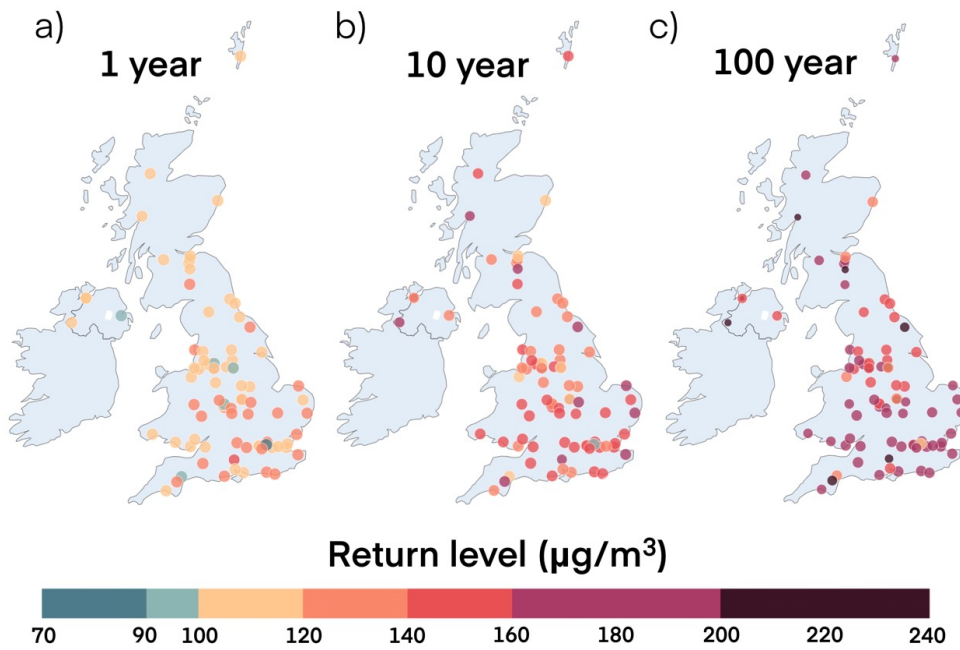 a)
1 year
b)
10 year
c)
100 year
Return level (µg/m³)
70 90 100 120 140 160 180 200 220 240